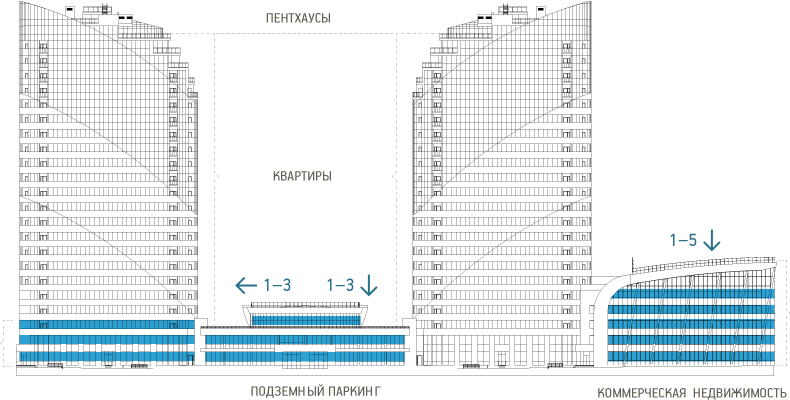 ПЕНТХАУСЫ
КВАРТИРЫ
1–5
1–3 1–3
ПОДЗЕМНЫЙ ПАРКИНГ
КОММЕРЧЕСКАЯ НЕДВИЖИМОСТЬ